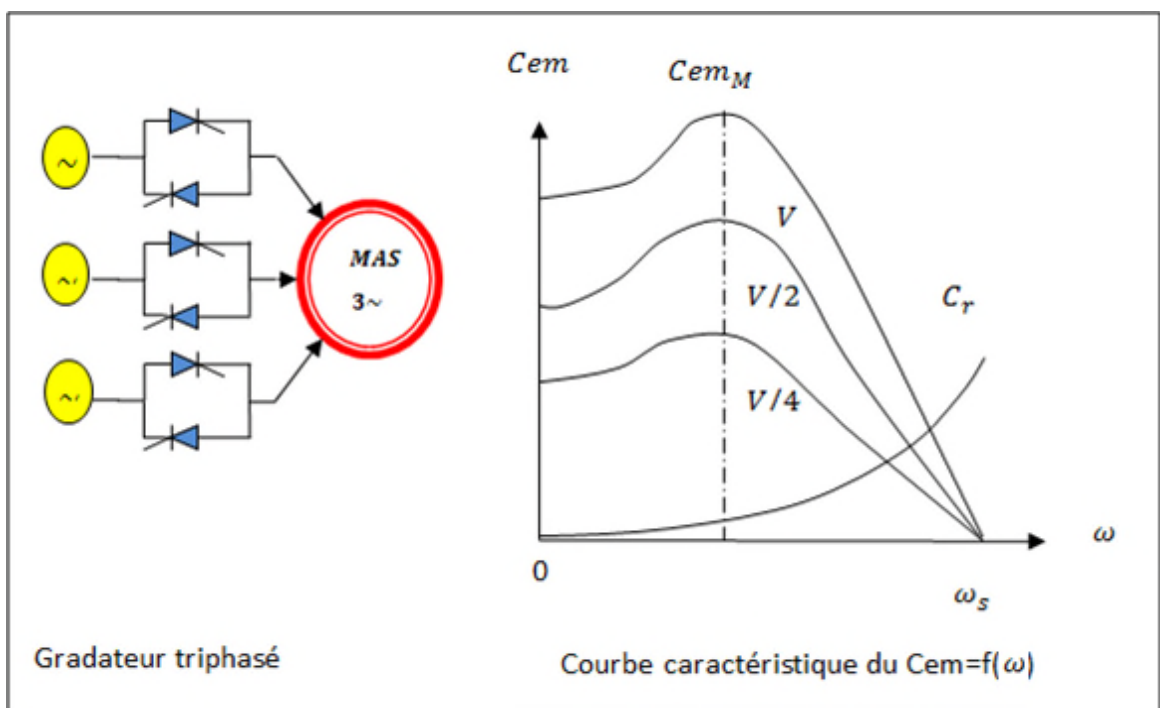 Cem
Cem_M
~
V
MAS
~
3~
V/2
C_r
~
V/4
0
ω
ω_s
Gradateur triphasé
Courbe caractéristique du Cem=f(ω)